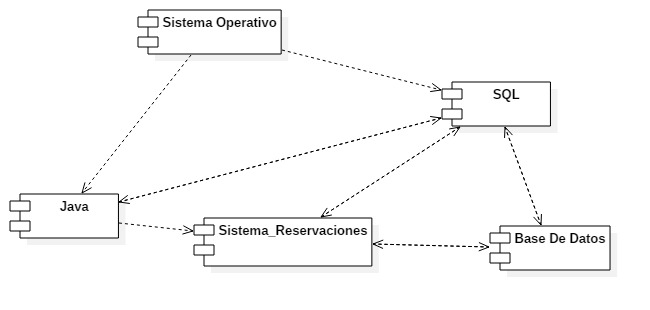 Sistema Operativo
SQL
Java
Sistema_Reservaciones
Base De Datos